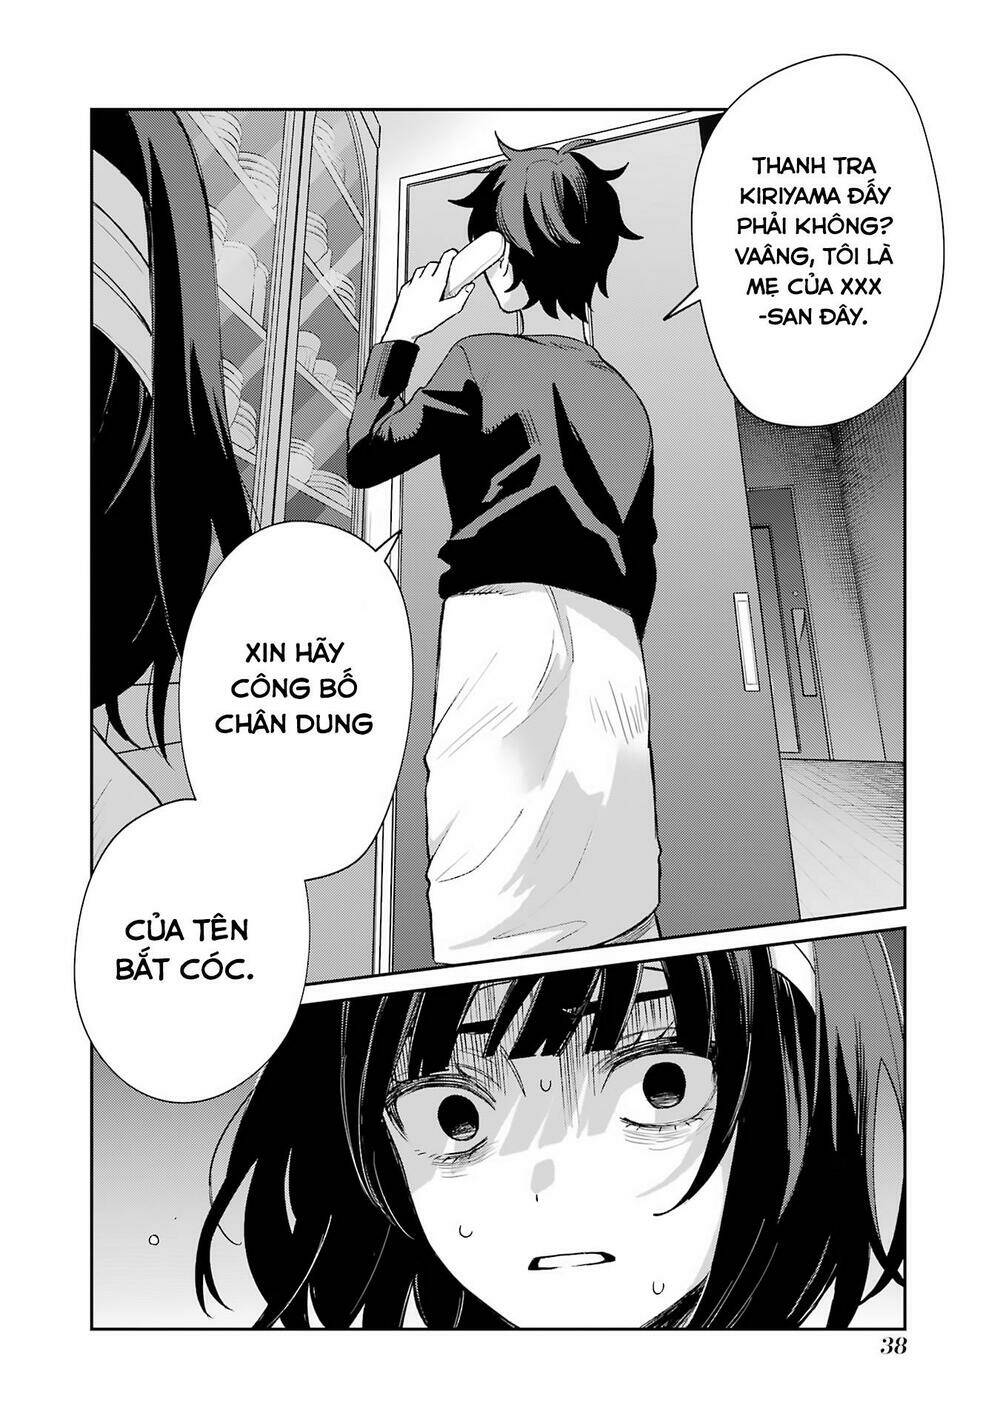 THANH TRA
KIRIYAMA ĐẤY
PHẢI KHÔNG?
VAÂNG, TÔI LÀ
MẸ CỦA XXX
-SAN ĐÂY.
XIN HÃY
CÔNG BỐ
CHÂN DUNG
CỦA TÊN
BẮT CÓC.
38